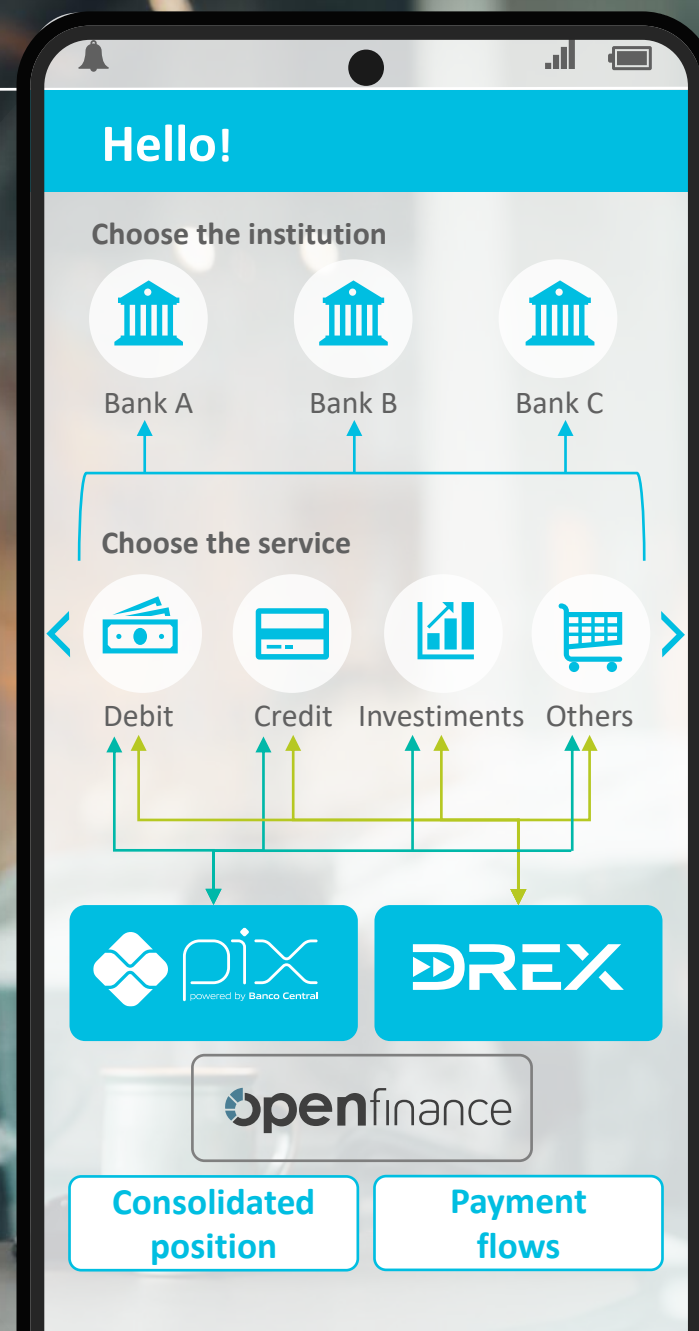 Hello!
Choose the institution
Bank A Bank B Bank C
Choose the service
Debit Credit Investiments Others
pix
powered by Banco Central
DREX
openfinance
Consolidated
position
Payment
flows